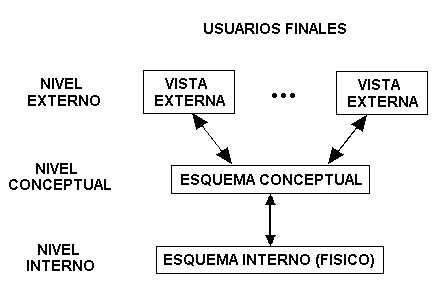 USUARIOS FINALES
NIVEL
EXTERNO
VISTA
EXTERNA
...
VISTA
EXTERNA
NIVEL
CONCEPTUAL
ESQUEMA CONCEPTUAL
NIVEL
INTERNO
ESQUEMA INTERNO (FISICO)